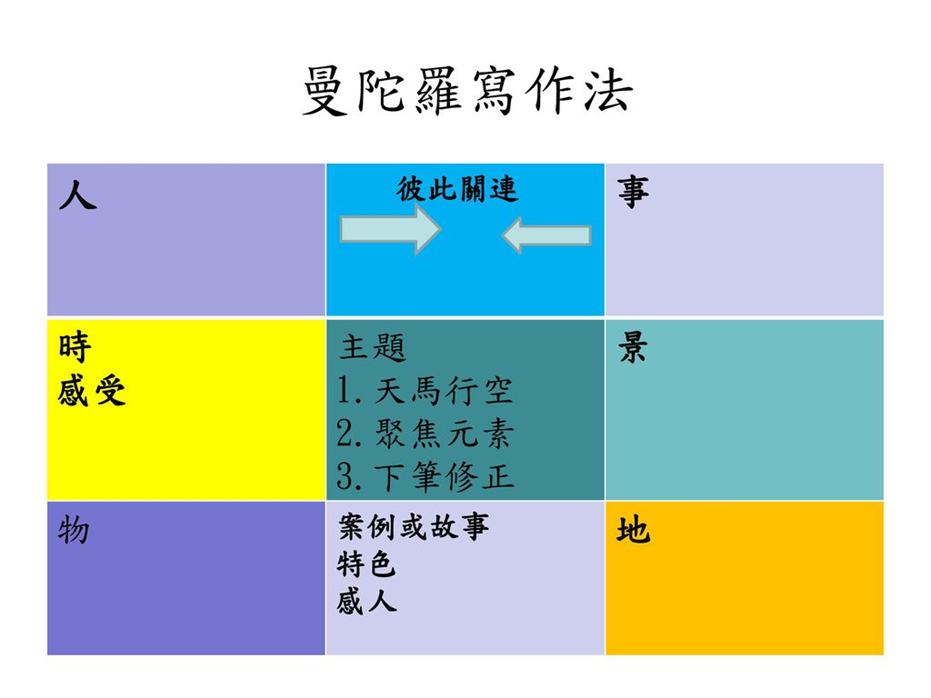 曼陀羅寫作法
人
彼此關連
事
時
感受
主題
1.天馬行空
2.聚焦元素
3.下筆修正
景
物
案例或故事
特色
感人
地